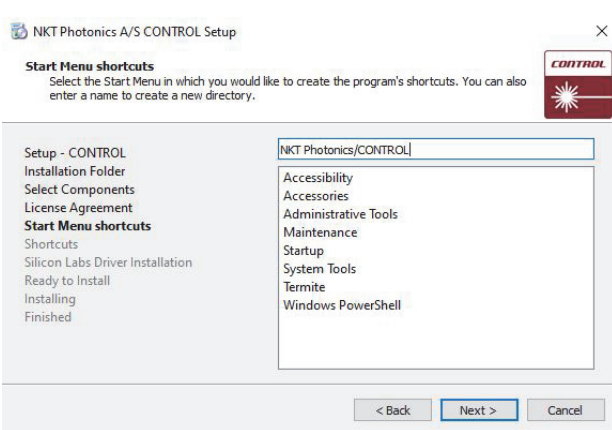 NKT Photonics A/S CONTROL Setup
Start Menu shortcuts
Select the Start Menu in which you would like to create the program's shortcuts. You can also
enter a name to create a new directory.
CONTROL
Setup - CONTROL
Installation Folder
Select Components
License Agreement
Start Menu shortcuts
Shortcuts
Silicon Labs Driver Installation
Ready to Install
Installing
Finished
NKT Photonics/CONTROL
Accessibility
Accessories
Administrative Tools
Maintenance
Startup
System Tools
Termite
Windows PowerShell
< Back
Next >
Cancel